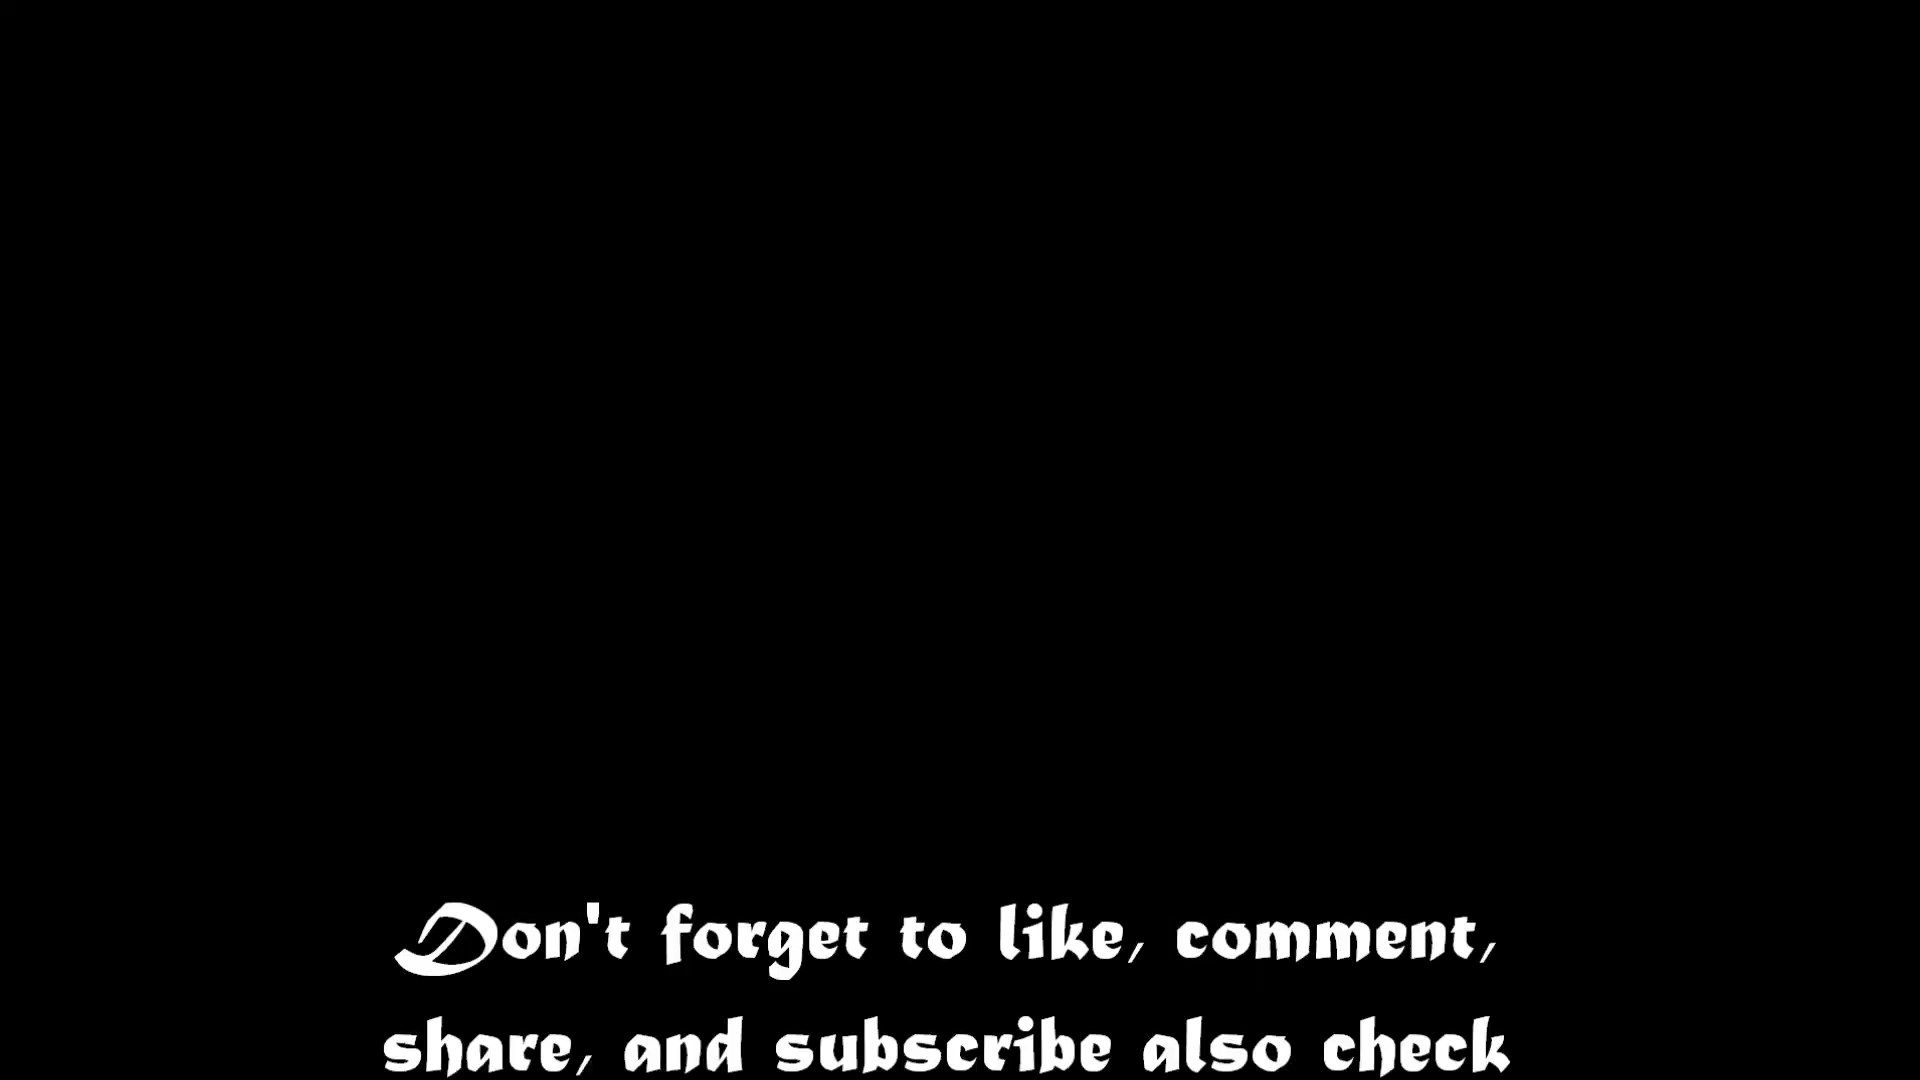 Don't forget to like, comment,
share, and subscribe also check